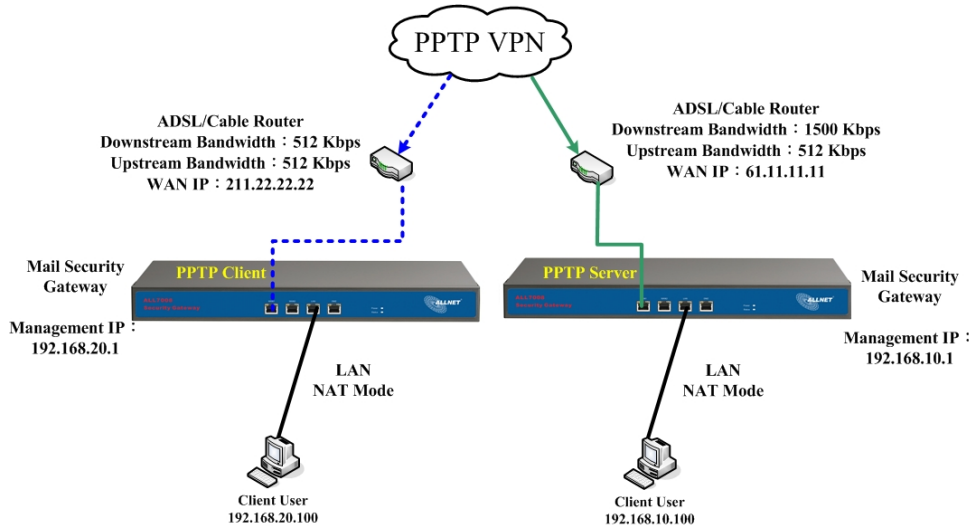 PPTP VPN
ADSL/Cable Router
Downstream Bandwidth：512 Kbps
Upstream Bandwidth：512 Kbps
WAN IP：211.22.22.22
ADSL/Cable Router
Downstream Bandwidth：1500 Kbps
Upstream Bandwidth：512 Kbps
WAN IP：61.11.11.11
Mail Security
Gateway
Management IP：
192.168.20.1
PPTP Client
Security Gateway
ALLNET
PPTP Server
Security Gateway
ALLNET
Mail Security
Gateway
Management IP：
192.168.10.1
LAN
NAT Mode
LAN
NAT Mode
Client User
192.168.20.100
Client User
192.168.10.100